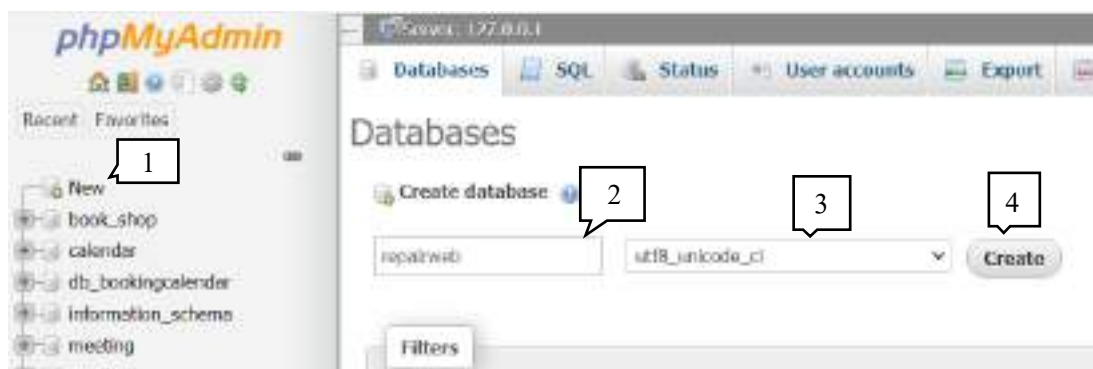 phpMyAdmin
Recent Favorites
New
book_shop
calendar
db_bookingcalendar
information_schema
meeting
Server: 127.0.0.1
Databases SQL Status User accounts Export
Databases
Create database
repairweb utf8_unicode_ci Create
Filters
1
2
3
4